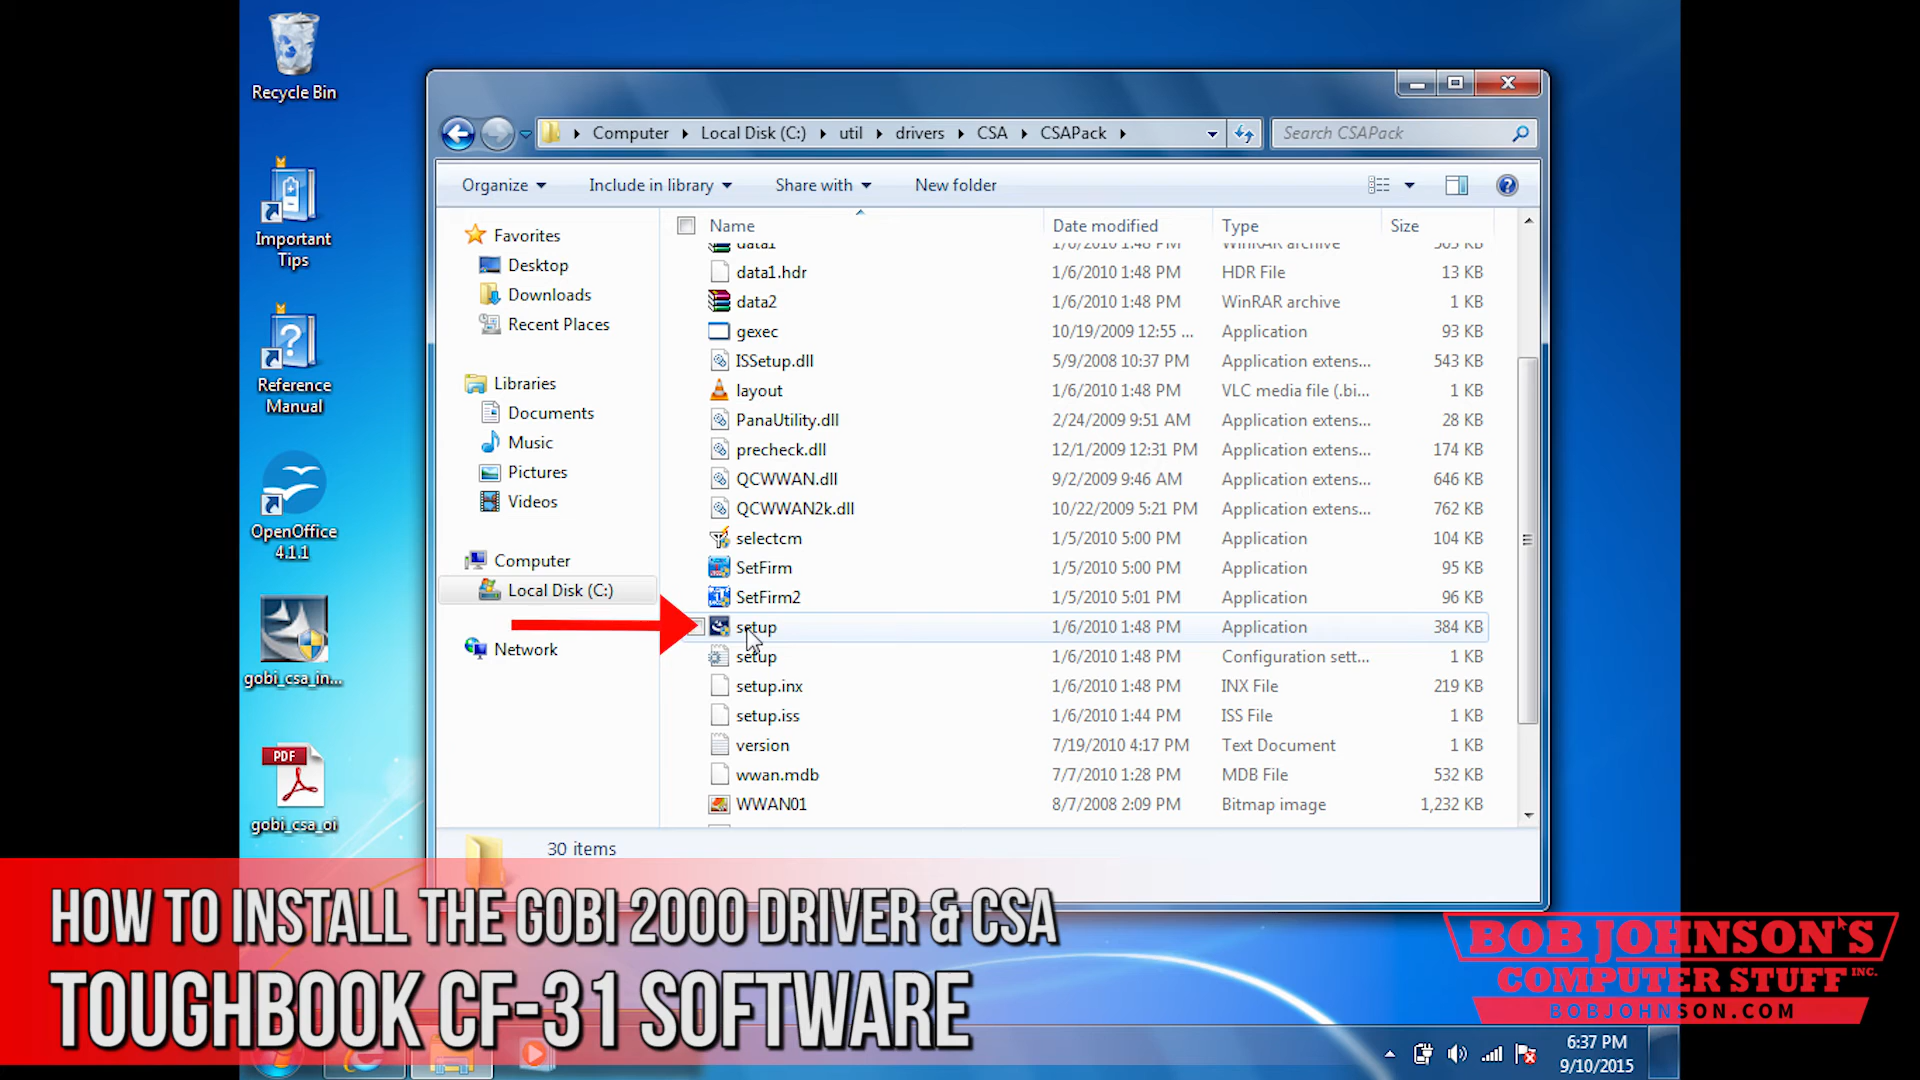 Recycle Bin
Important
Tips
Reference
Manual
OpenOffice
4.1.1
gobi_csa_in...
PDF
gobi_csa_oi
Computer Local Disk (C:) util drivers CSA CSAPack
Search CSAPack
Organize Include in library Share with New folder
Favorites
Desktop
Downloads
Recent Places
Libraries
Documents
Music
Pictures
Videos
Computer
Local Disk (C:)
Network
Name Date modified Type Size
data1 1/6/2010 1:48 PM WinRAR archive 565 KB
data1.hdr 1/6/2010 1:48 PM HDR File 13 KB
data2 1/6/2010 1:48 PM WinRAR archive 1 KB
gexec 10/19/2009 12:55 ... Application 93 KB
ISSetup.dll 5/9/2008 10:37 PM Application extens... 543 KB
layout 1/6/2010 1:48 PM VLC media file (.bi... 1 KB
PanaUtility.dll 2/24/2009 9:51 AM Application extens... 28 KB
precheck.dll 12/1/2009 12:31 PM Application extens... 174 KB
QCWWAN.dll 9/2/2009 9:46 AM Application extens... 646 KB
QCWWAN2k.dll 10/22/2009 5:21 PM Application extens... 762 KB
selectcm 1/5/2010 5:00 PM Application 104 KB
SetFirm 1/5/2010 5:00 PM Application 95 KB
SetFirm2 1/5/2010 5:01 PM Application 96 KB
setup 1/6/2010 1:48 PM Application 384 KB
setup 1/6/2010 1:48 PM Configuration sett... 1 KB
setup.inx 1/6/2010 1:48 PM INX File 219 KB
setup.iss 1/6/2010 1:44 PM ISS File 1 KB
version 7/19/2010 4:17 PM Text Document 1 KB
wwan.mdb 7/7/2010 1:28 PM MDB File 532 KB
WWAN01 8/7/2008 2:09 PM Bitmap image 1,232 KB
30 items
HOW TO INSTALL THE GOBI 2000 DRIVER & CSA
TOUGHBOOK CF-31 SOFTWARE
BOB JOHNSON'S
COMPUTER STUFF INC.
BOBJOHNSON.COM
6:37 PM
9/10/2015